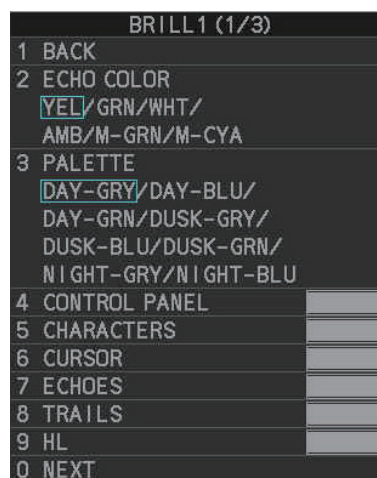 BRILL1 (1/3)
1 BACK
2 ECHO COLOR
YEL/GRN/WHT/
AMB/M-GRN/M-CYA
3 PALETTE
DAY-GRY/DAY-BLU/
DAY-GRN/DUSK-GRY/
DUSK-BLU/DUSK-GRN/
NIGHT-GRY/NIGHT-BLU
4 CONTROL PANEL
5 CHARACTERS
6 CURSOR
7 ECHOES
8 TRAILS
9 HL
0 NEXT